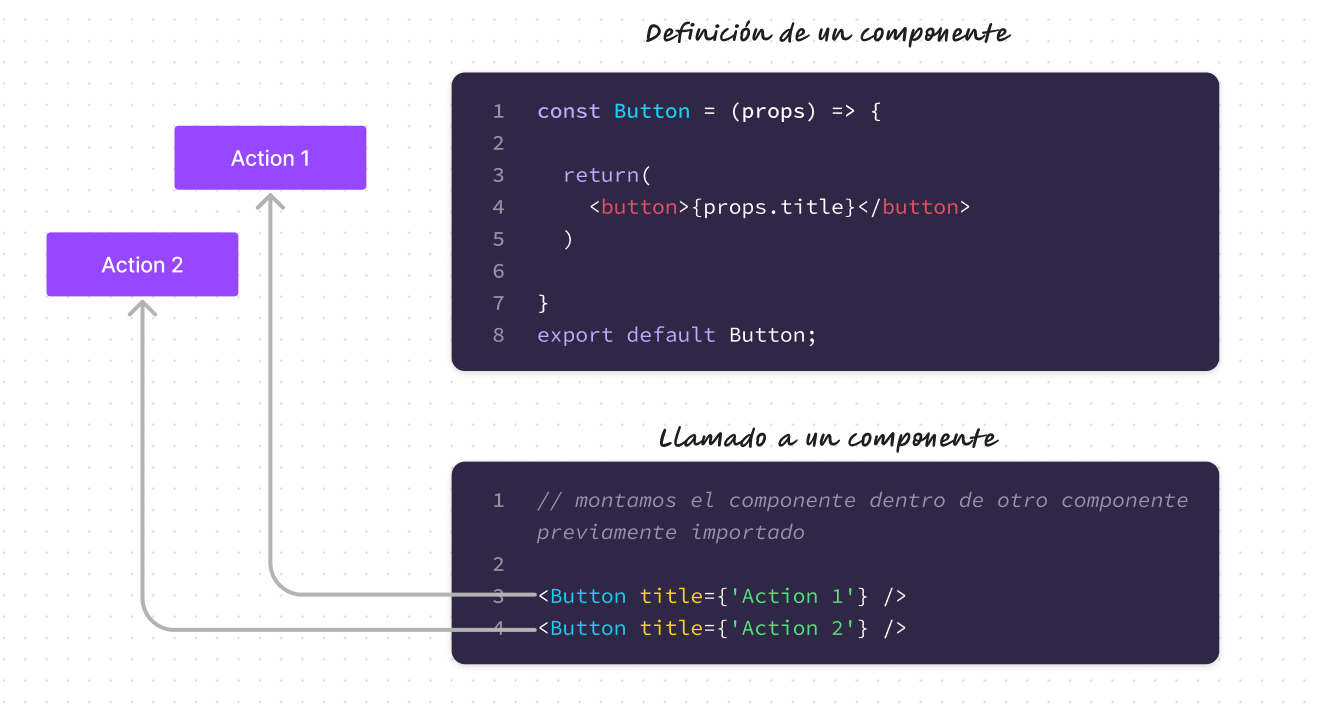 Definición de un componente
1 const Button = (props) => {
2
3 return(
4 <button>{props.title}</button>
5 )
6
7 }
8 export default Button;
Action 1
Action 2
Llamado a un componente
1 // montamos el componente dentro de otro componente
previamente importado
2
3 <Button title={'Action 1'} />
4 <Button title={'Action 2'} />